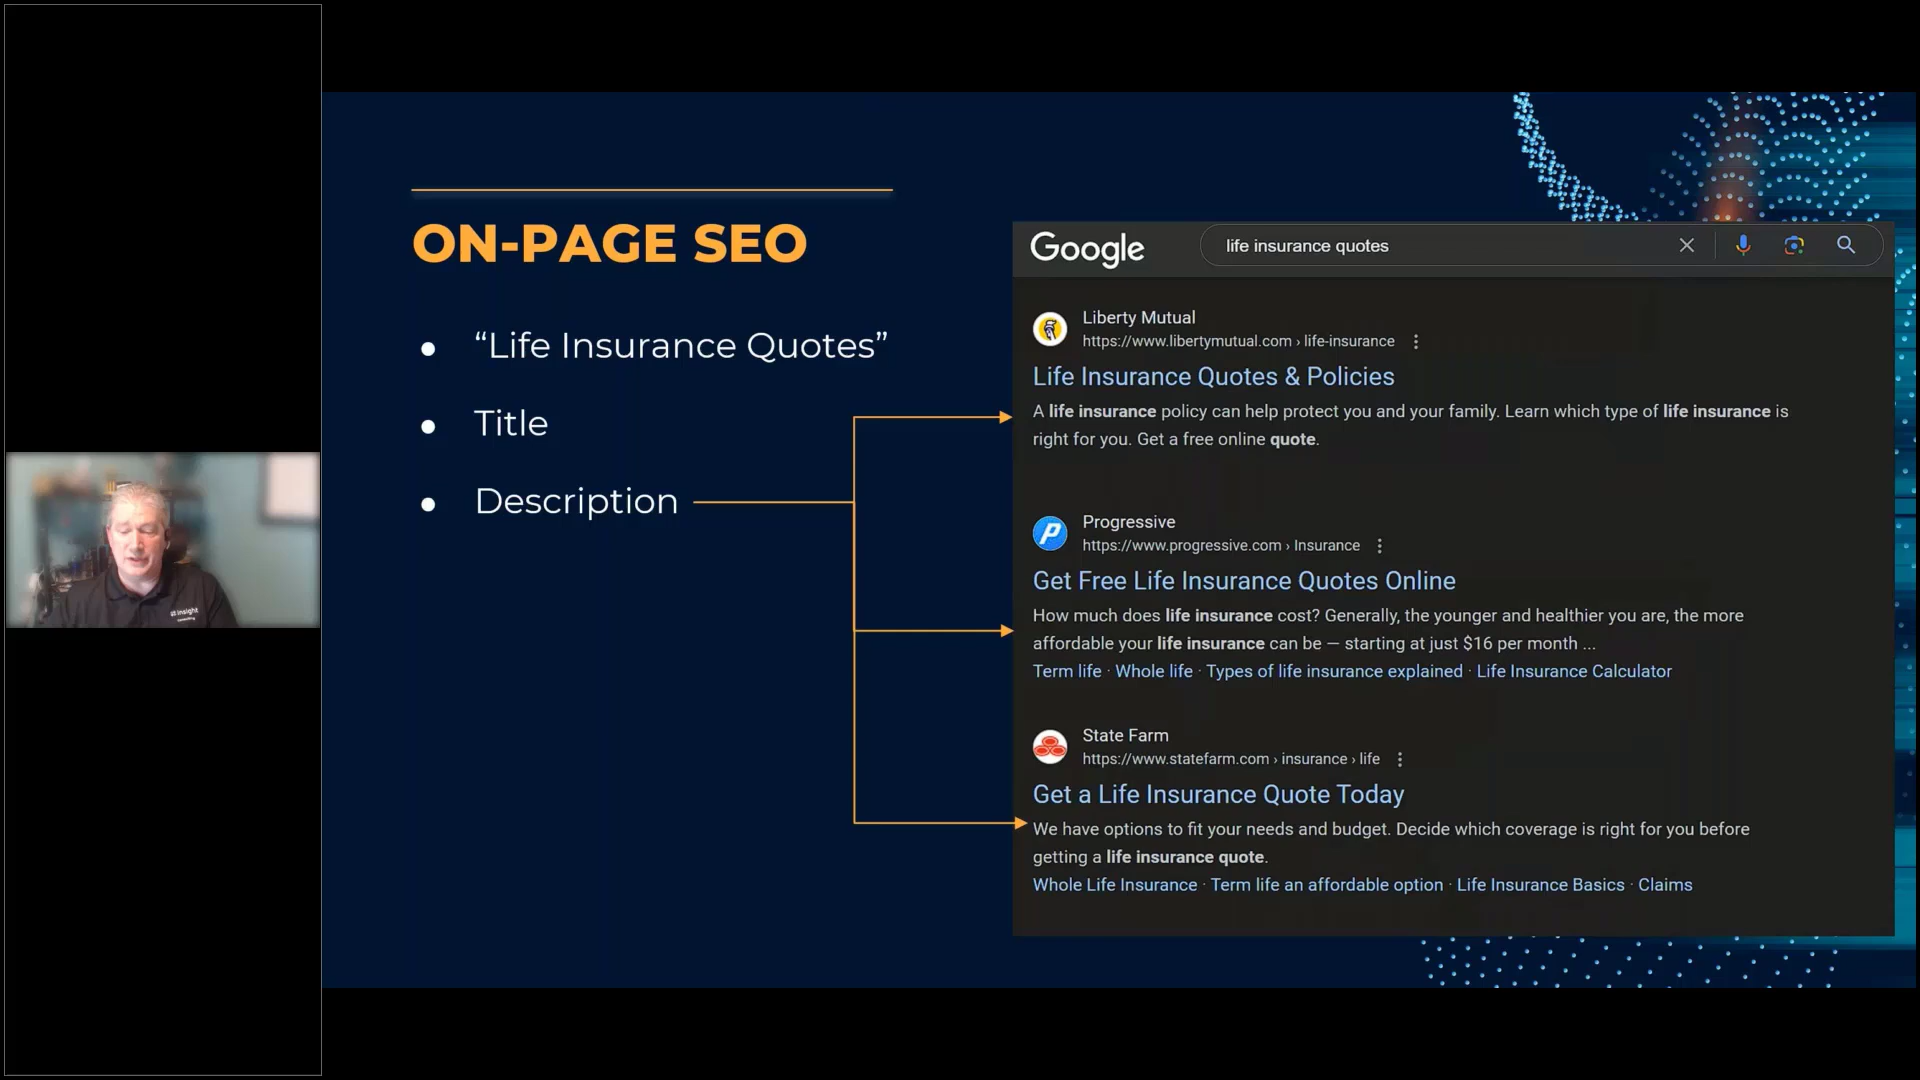 ON-PAGE SEO
“Life Insurance Quotes”
Title
Description
Google
life insurance quotes
Liberty Mutual
https://www.libertymutual.com › life-insurance
Life Insurance Quotes & Policies
A life insurance policy can help protect you and your family. Learn which type of life insurance is
right for you. Get a free online quote.
Progressive
https://www.progressive.com › Insurance
Get Free Life Insurance Quotes Online
How much does life insurance cost? Generally, the younger and healthier you are, the more
affordable your life insurance can be — starting at just $16 per month ...
Term life · Whole life · Types of life insurance explained · Life Insurance Calculator
State Farm
https://www.statefarm.com › insurance › life
Get a Life Insurance Quote Today
We have options to fit your needs and budget. Decide which coverage is right for you before
getting a life insurance quote.
Whole Life Insurance · Term life an affordable option · Life Insurance Basics · Claims
insight